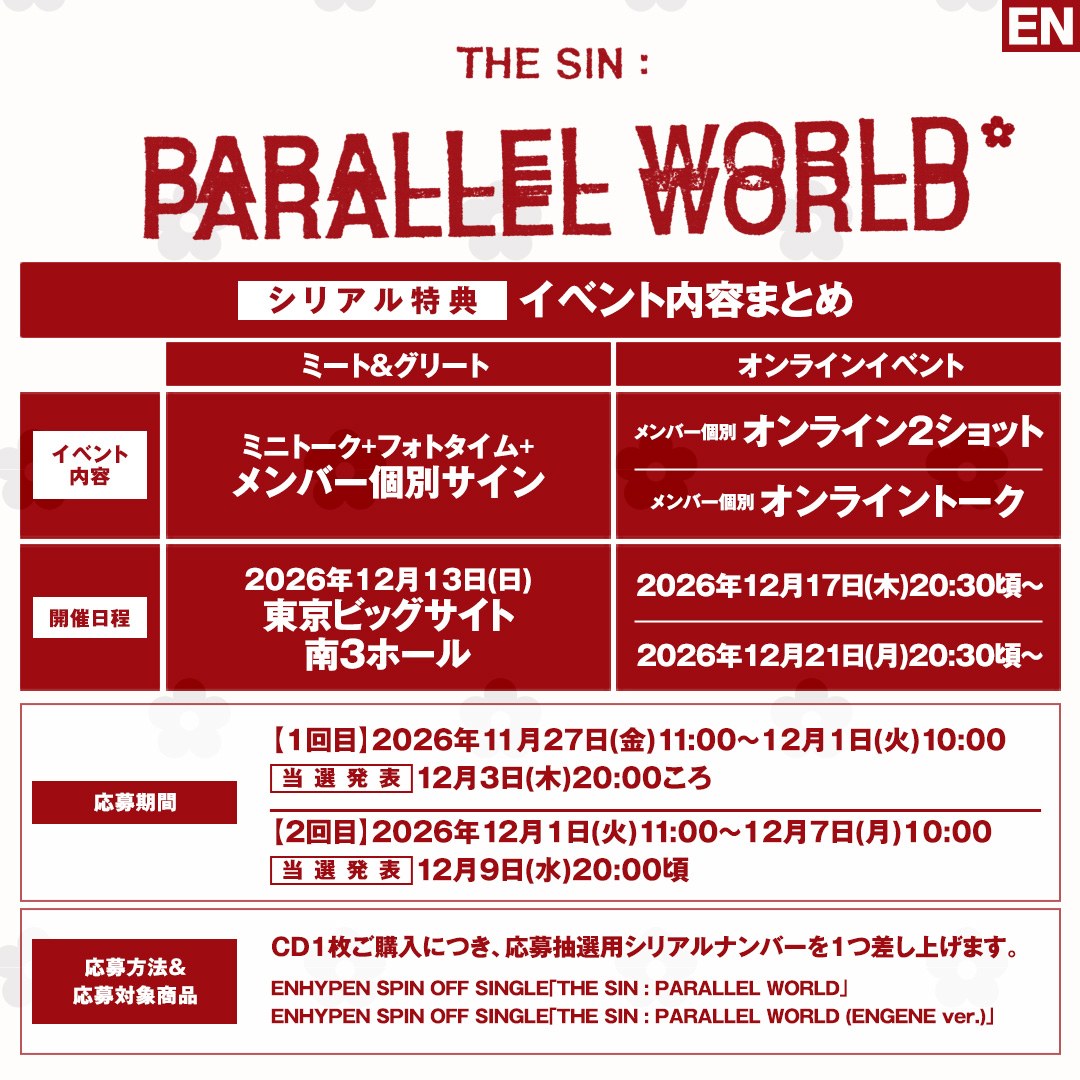 EN
THE SIN :
PARALLEL WORLD*
シリアル特典 イベント内容まとめ
ミート&グリート
オンラインイベント
イベント
内容
ミニトーク+フォトタイム+
メンバー個別サイン
メンバー個別 オンライン2ショット
メンバー個別 オンライントーク
開催日程
2026年12月13日(日)
東京ビッグサイト
南3ホール
2026年12月17日(木)20:30頃～
2026年12月21日(月)20:30頃～
応募期間
【1回目】2026年11月27日(金)11:00～12月1日(火)10:00
当選発表 12月3日(木)20:00ころ
【2回目】2026年12月1日(火)11:00～12月7日(月)10:00
当選発表 12月9日(水)20:00頃
応募方法&
応募対象商品
CD1枚ご購入につき、応募抽選用シリアルナンバーを1つ差し上げます。
ENHYPEN SPIN OFF SINGLE「THE SIN : PARALLEL WORLD」
ENHYPEN SPIN OFF SINGLE「THE SIN : PARALLEL WORLD (ENGENE ver.)」